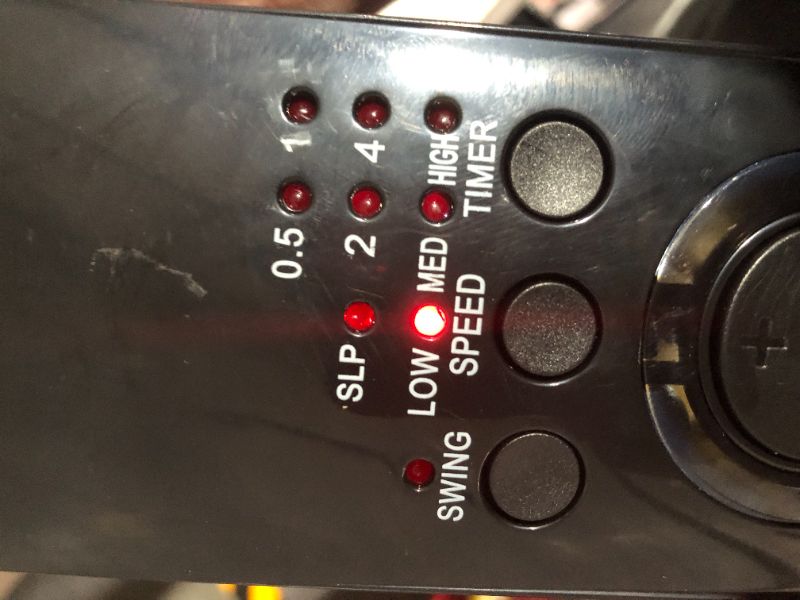 0.5 1
SLP 2 4
LOW MED HIGH
SWING SPEED TIMER
+